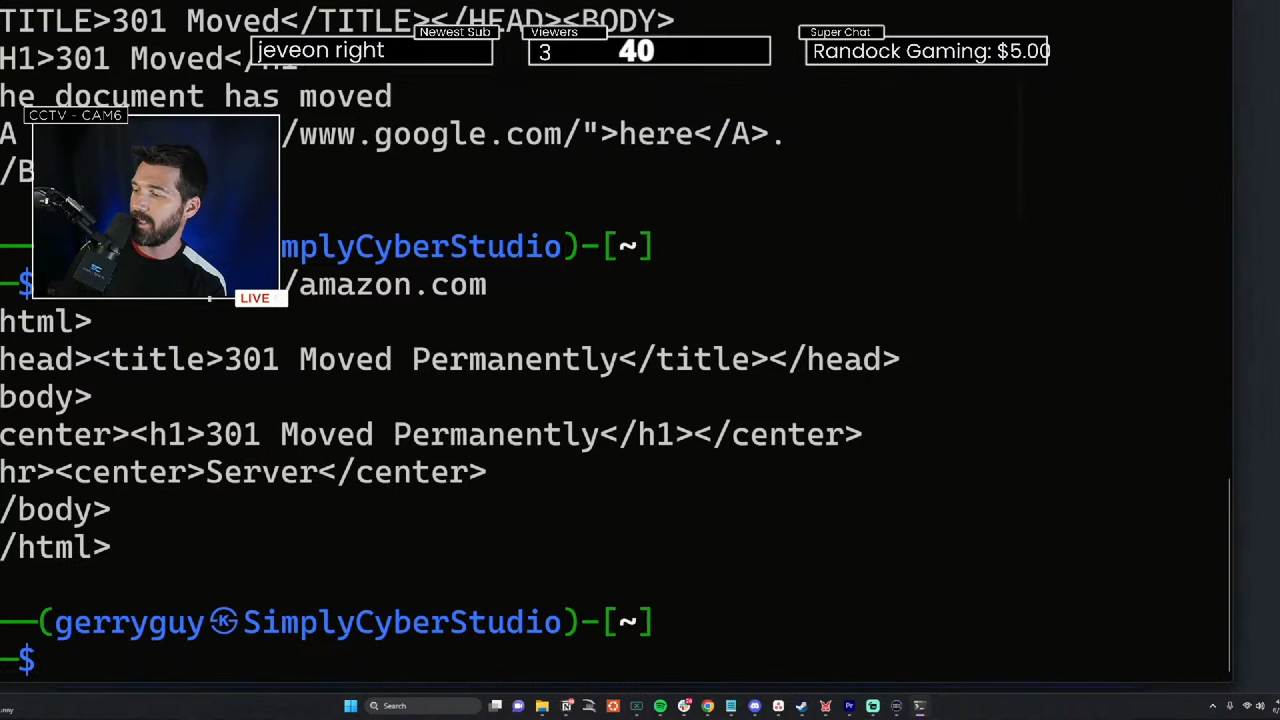 TITLE>301 Moved</TITLE></HEAD><BODY>
Newest Sub
jeveon right
Viewers
3
40
Super Chat
Randock Gaming: $5.00
H1>301 Moved</
he document has moved
CCTV - CAM6
A
/www.google.com/">here</A>.
/B
mplyCyberStudio)-[~]
$
/amazon.com
LIVE
html>
head><title>301 Moved Permanently</title></head>
body>
center><h1>301 Moved Permanently</h1></center>
hr><center>Server</center>
/body>
/html>
(gerryguy㉿SimplyCyberStudio)-[~]
$
Search